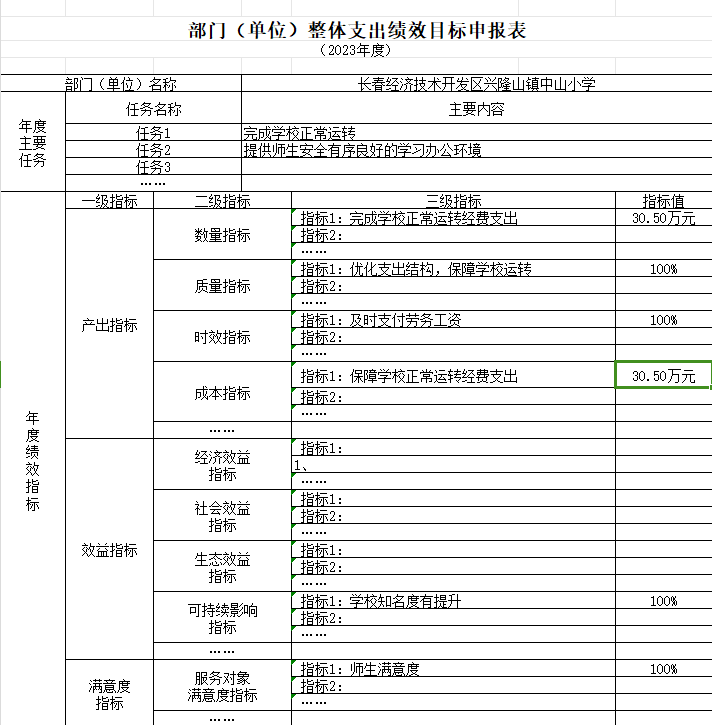 部门（单位）整体支出绩效目标申报表
（2023年度）
部门（单位）名称 长春经济技术开发区兴隆山镇中山小学
年度主要任务 任务名称 主要内容
任务1 完成学校正常运转
任务2 提供师生安全有序良好的学习办公环境
任务3
……
年度绩效指标 一级指标 二级指标 三级指标 指标值
产出指标 数量指标 指标1：完成学校正常运转经费支出 30.50万元
指标2：
……
质量指标 指标1：优化支出结构，保障学校运转 100%
指标2：
……
时效指标 指标1：及时支付劳务工资 100%
指标2：
……
成本指标 指标1：保障学校正常运转经费支出 30.50万元
指标2：
……
……
效益指标 经济效益指标 指标1：
1、
……
社会效益指标 指标1：
指标2：
……
生态效益指标 指标1：
指标2：
……
可持续影响指标 指标1：学校知名度有提升 100%
指标2：
……
……
满意度指标 服务对象满意度指标 指标1：师生满意度 100%
指标2：
……
……